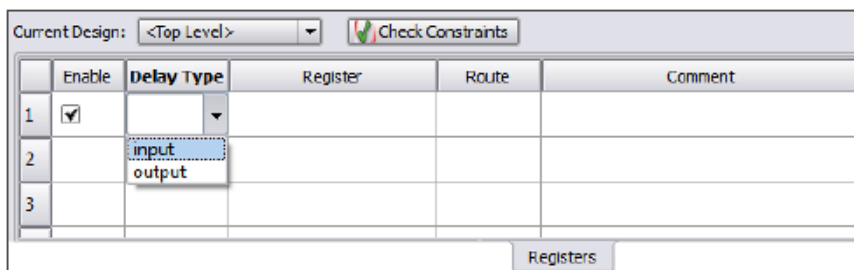 Current Design: <Top Level> Check Constraints
Enable Delay Type Register Route Comment
1
input
2
output
3
Registers